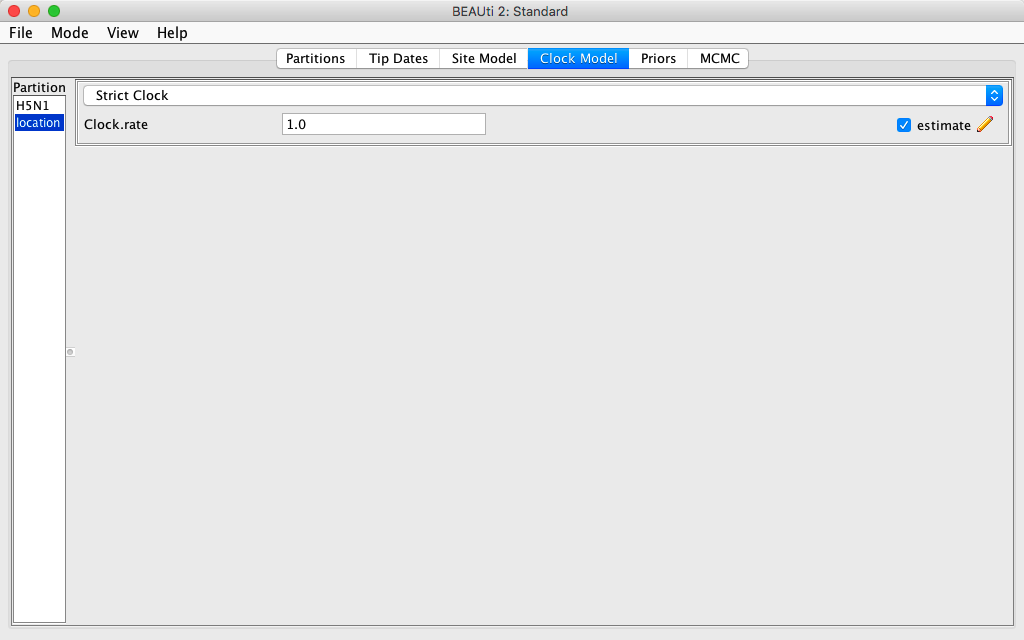 BEAUti 2: Standard
File Mode View Help
Partitions Tip Dates Site Model Clock Model Priors MCMC
Partition
H5N1
location
Strict Clock
Clock.rate 1.0 estimate